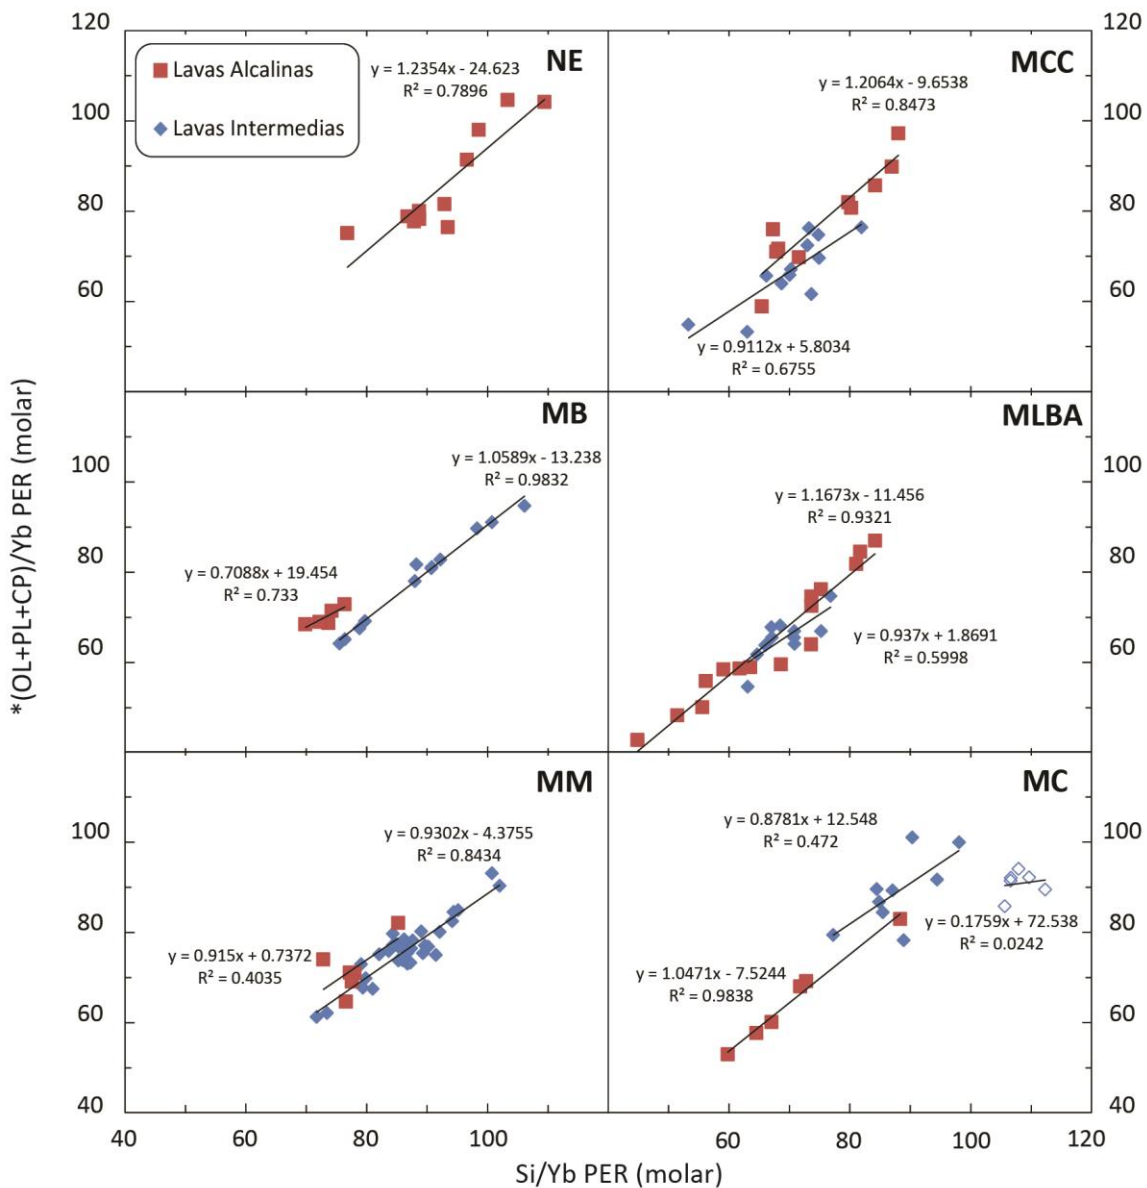 120
120
Lavas Alcalinas
Lavas Intermedias
NE
y = 1.2354x - 24.623
R² = 0.7896
MCC
y = 1.2064x - 9.6538
R² = 0.8473
y = 0.9112x + 5.8034
R² = 0.6755
100
80
60
100
80
60
MB
y = 1.0589x - 13.238
R² = 0.9832
y = 0.7088x + 19.454
R² = 0.733
MLBA
y = 1.1673x - 11.456
R² = 0.9321
y = 0.937x + 1.8691
R² = 0.5998
100
80
60
100
80
60
MM
y = 0.9302x - 4.3755
R² = 0.8434
y = 0.915x + 0.7372
R² = 0.4035
MC
y = 0.8781x + 12.548
R² = 0.472
y = 0.1759x + 72.538
R² = 0.0242
y = 1.0471x - 7.5244
R² = 0.9838
100
80
60
40
100
80
60
40
40
60
80
100
60
80
100
120
Si/Yb PER (molar)
*(OL+PL+CP)/Yb PER (molar)